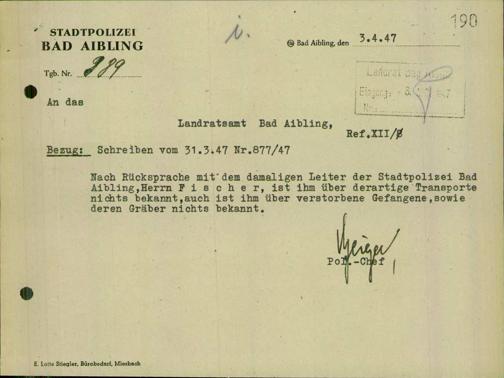 190
STADTPOLIZEI
BAD AIBLING
Bad Aibling, den 3.4.47
Tgb. Nr. 989
Landrat
Eingang:
An das
Landratsamt Bad Aibling,
Ref.XII/
Bezug: Schreiben vom 31.3.47 Nr.877/47
Nach Rücksprache mit dem damaligen Leiter der Stadtpolizei Bad
Aibling,Herrn F i s c h e r, ist ihm über derartige Transporte
nichts bekannt,auch ist ihm über verstorbene Gefangene,sowie
deren Gräber nichts bekannt.
Pol.-Chef
E. Lotte Stiegler, Bürobedarf, Miesbach